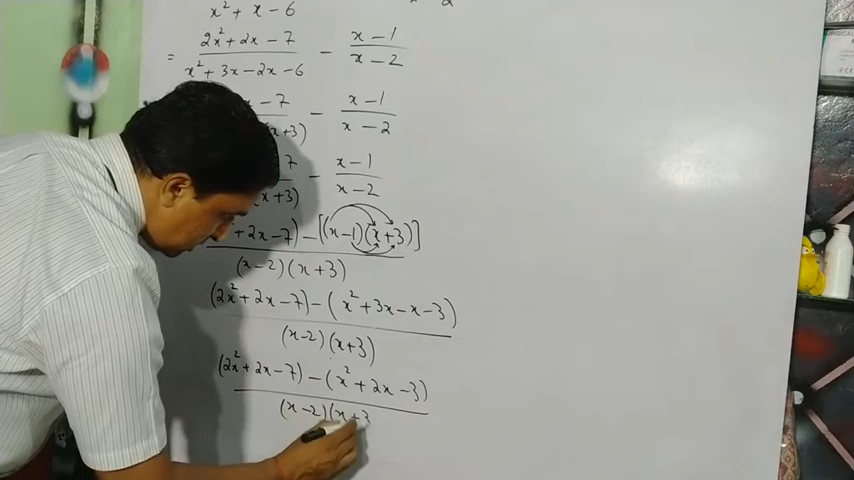 x² + x - 6
= 2x² + 2x - 7 / x² + 3x - 2x - 6 - x - 1 / x - 2
x - 7 / (x+3) - x - 1 / x - 2
7 / (x+3) - x - 1 / x - 2
+ 2x - 7) - [(x - 1)(x + 3)] / (x - 2)(x + 3)
(2x² + 2x - 7) - (x² + 3x - x - 3) / (x - 2)(x + 3)
(2x² + 2x - 7) - (x² + 2x - 3) / (x - 2)(x + 3